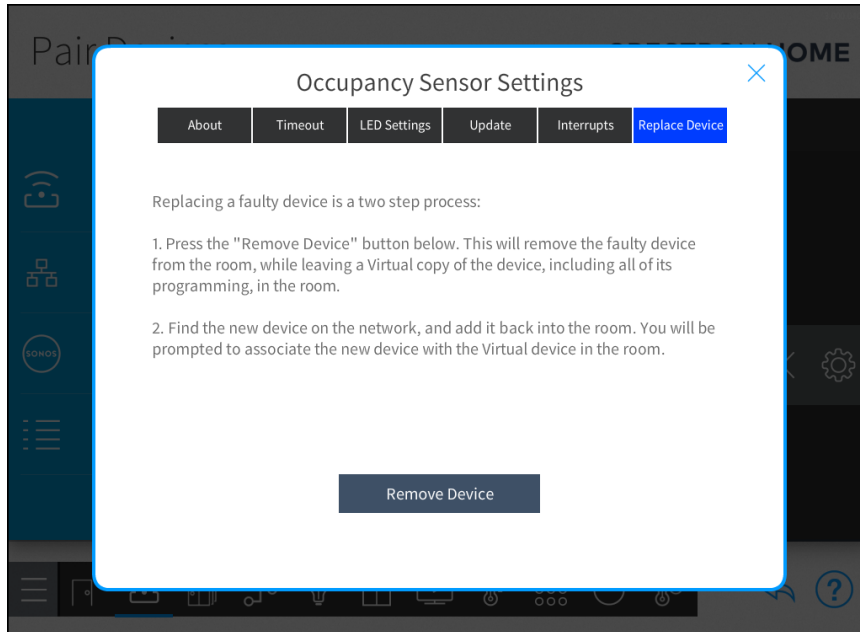 Pair
OME
Occupancy Sensor Settings
About
Timeout
LED Settings
Update
Interrupts
Replace Device
Replacing a faulty device is a two step process:
1. Press the "Remove Device" button below. This will remove the faulty device
from the room, while leaving a Virtual copy of the device, including all of its
programming, in the room.
2. Find the new device on the network, and add it back into the room. You will be
prompted to associate the new device with the Virtual device in the room.
SONOS
Remove Device
?